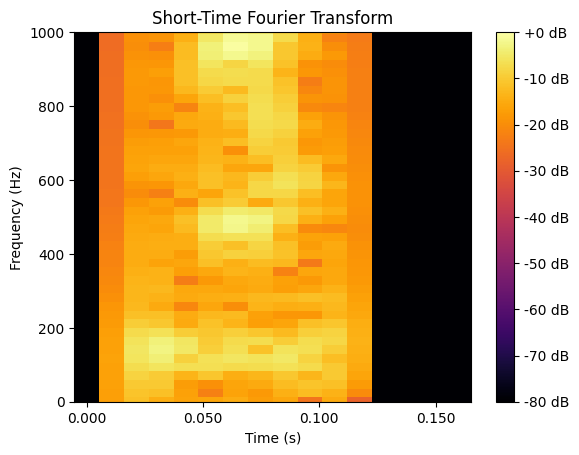 Short-Time Fourier Transform
1000
800
600
400
200
0
Frequency (Hz)
0.000
0.050
0.100
0.150
Time (s)
+0 dB
-10 dB
-20 dB
-30 dB
-40 dB
-50 dB
-60 dB
-70 dB
-80 dB